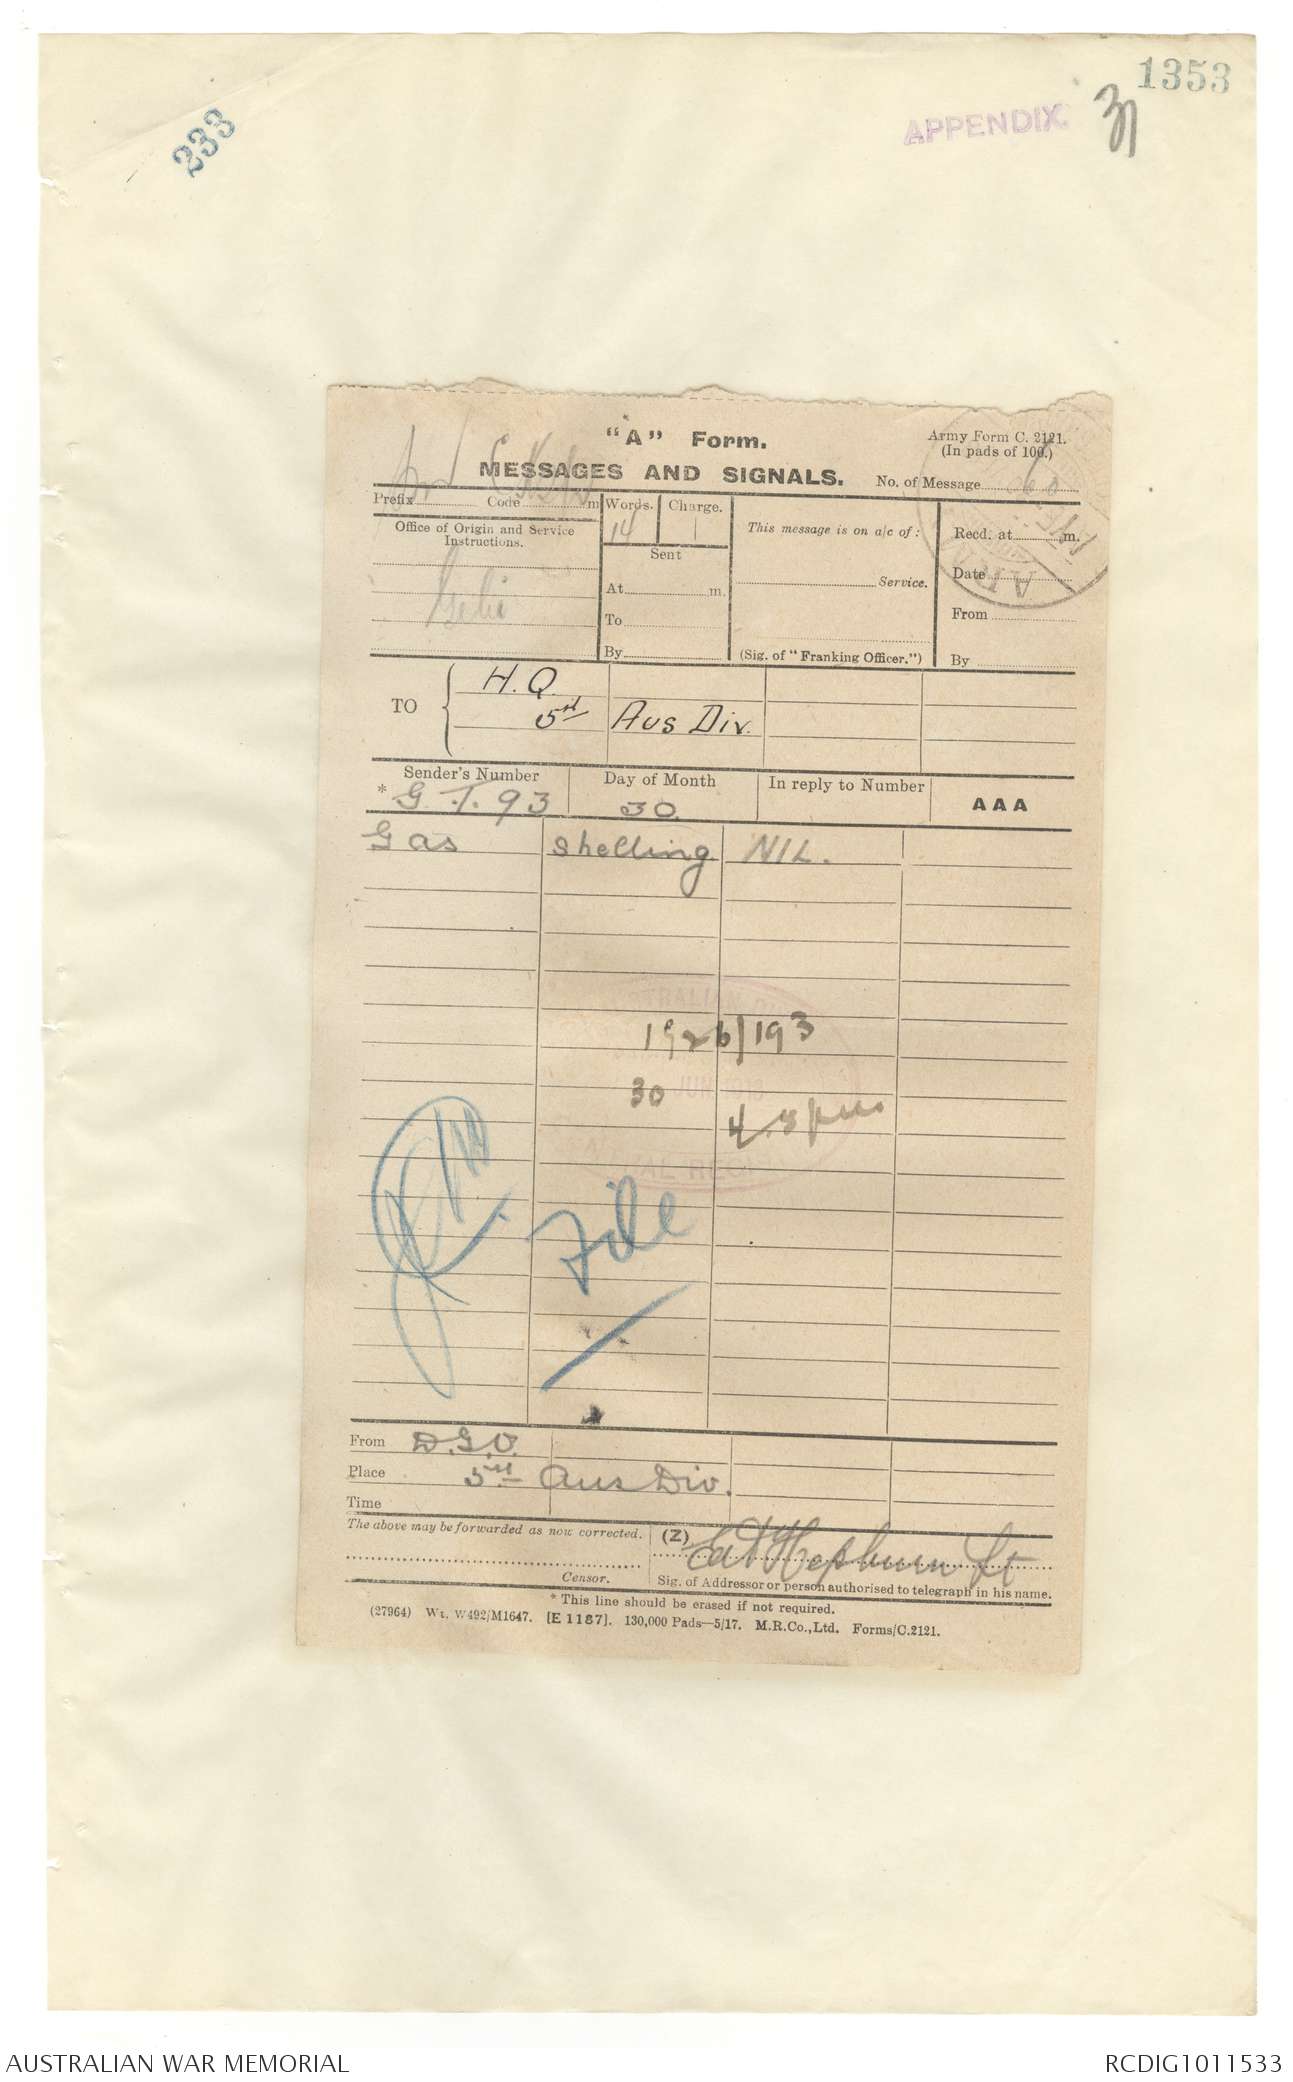 1353
233
APPENDIX
"A" Form.
Army Form C. 2121.
(In pads of 100.)
MESSAGES AND SIGNALS.
No. of Message
Prefix Code m Words. Charge.
14
Office of Origin and Service Instructions.
This message is on a/c of :
Recd. at m.
Sent
At m.
Service.
Date
To
From
By
(Sig. of "Franking Officer.")
By
TO
H.Q.
5th Aus Div.
Sender's Number
Day of Month
In reply to Number
AAA
* G.T. 93
30
Gas shelling NIL.
1926/193
30
JUN 1918
File
From D.G.O.
Place 5th Aus Div.
Time
The above may be forwarded as now corrected.
(Z)
Hepburn Lt
Censor.
Sig. of Addressor or person authorised to telegraph in his name.
* This line should be erased if not required.
(27964) Wt. W492/M1647. [E 1187]. 130,000 Pads—5/17. M.R.Co.,Ltd. Forms/C.2121.
AUSTRALIAN WAR MEMORIAL
RCDIG1011533